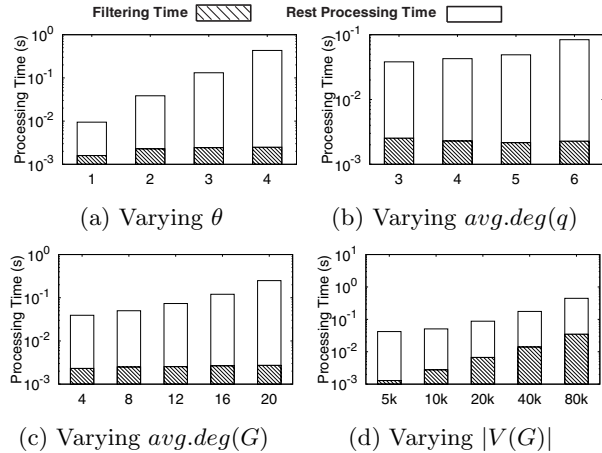 Filtering Time Rest Processing Time
Processing Time (s)
10^0
10^-1
10^-2
10^-3
1 2 3 4
(a) Varying θ
Processing Time (s)
10^-1
10^-2
10^-3
3 4 5 6
(b) Varying avg.deg(q)
Processing Time (s)
10^0
10^-1
10^-2
10^-3
4 8 12 16 20
(c) Varying avg.deg(G)
Processing Time (s)
10^1
10^0
10^-1
10^-2
10^-3
5k 10k 20k 40k 80k
(d) Varying |V(G)|